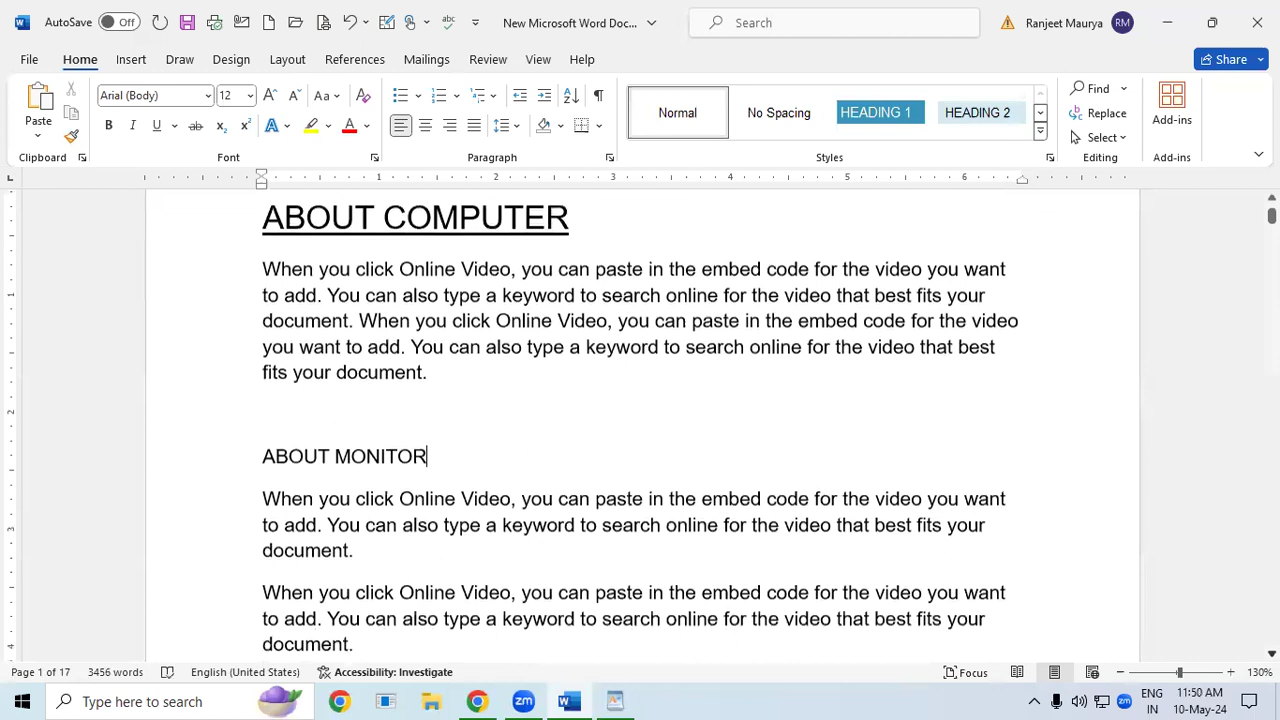 AutoSave Off New Microsoft Word Doc... Search Ranjeet Maurya RM
File Home Insert Draw Design Layout References Mailings Review View Help Share
Paste Arial (Body) 12 Aa Normal No Spacing HEADING 1 HEADING 2 Find Replace Select Add-ins
Clipboard Font Paragraph Styles Editing Add-ins
1 2 3 4 5 6
ABOUT COMPUTER
When you click Online Video, you can paste in the embed code for the video you want
to add. You can also type a keyword to search online for the video that best fits your
document. When you click Online Video, you can paste in the embed code for the video
you want to add. You can also type a keyword to search online for the video that best
fits your document.
ABOUT MONITOR
When you click Online Video, you can paste in the embed code for the video you want
to add. You can also type a keyword to search online for the video that best fits your
document.
When you click Online Video, you can paste in the embed code for the video you want
to add. You can also type a keyword to search online for the video that best fits your
document.
Page 1 of 17 3456 words English (United States) Accessibility: Investigate Focus 130%
Type here to search zm ENG 11:50 AM
IN 10-May-24